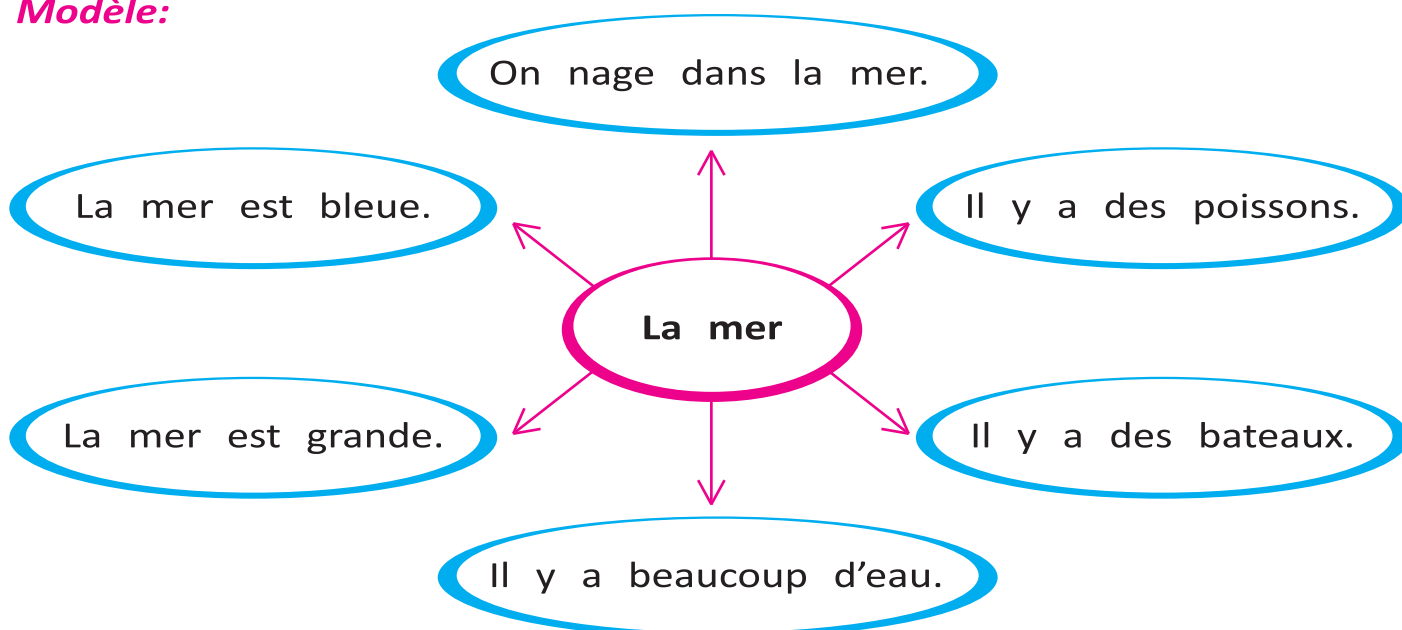 Modèle:
On nage dans la mer.
La mer est bleue.
Il y a des poissons.
La mer
La mer est grande.
Il y a des bateaux.
Il y a beaucoup d’eau.